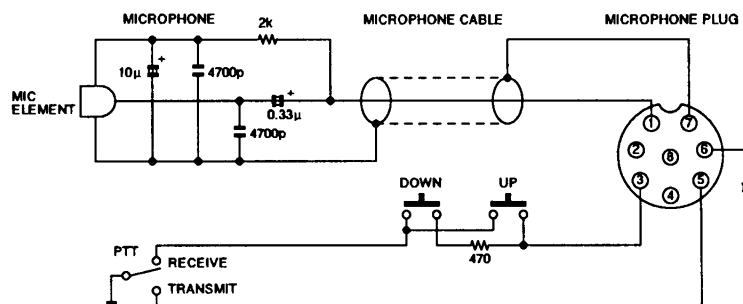 MICROPHONE
2k
MICROPHONE CABLE
MICROPHONE PLUG
10µ
+
4700p
+
MIC
ELEMENT
0.33µ
4700p
1
7
2
8
6
3
5
4
DOWN
UP
470
PTT
RECEIVE
TRANSMIT